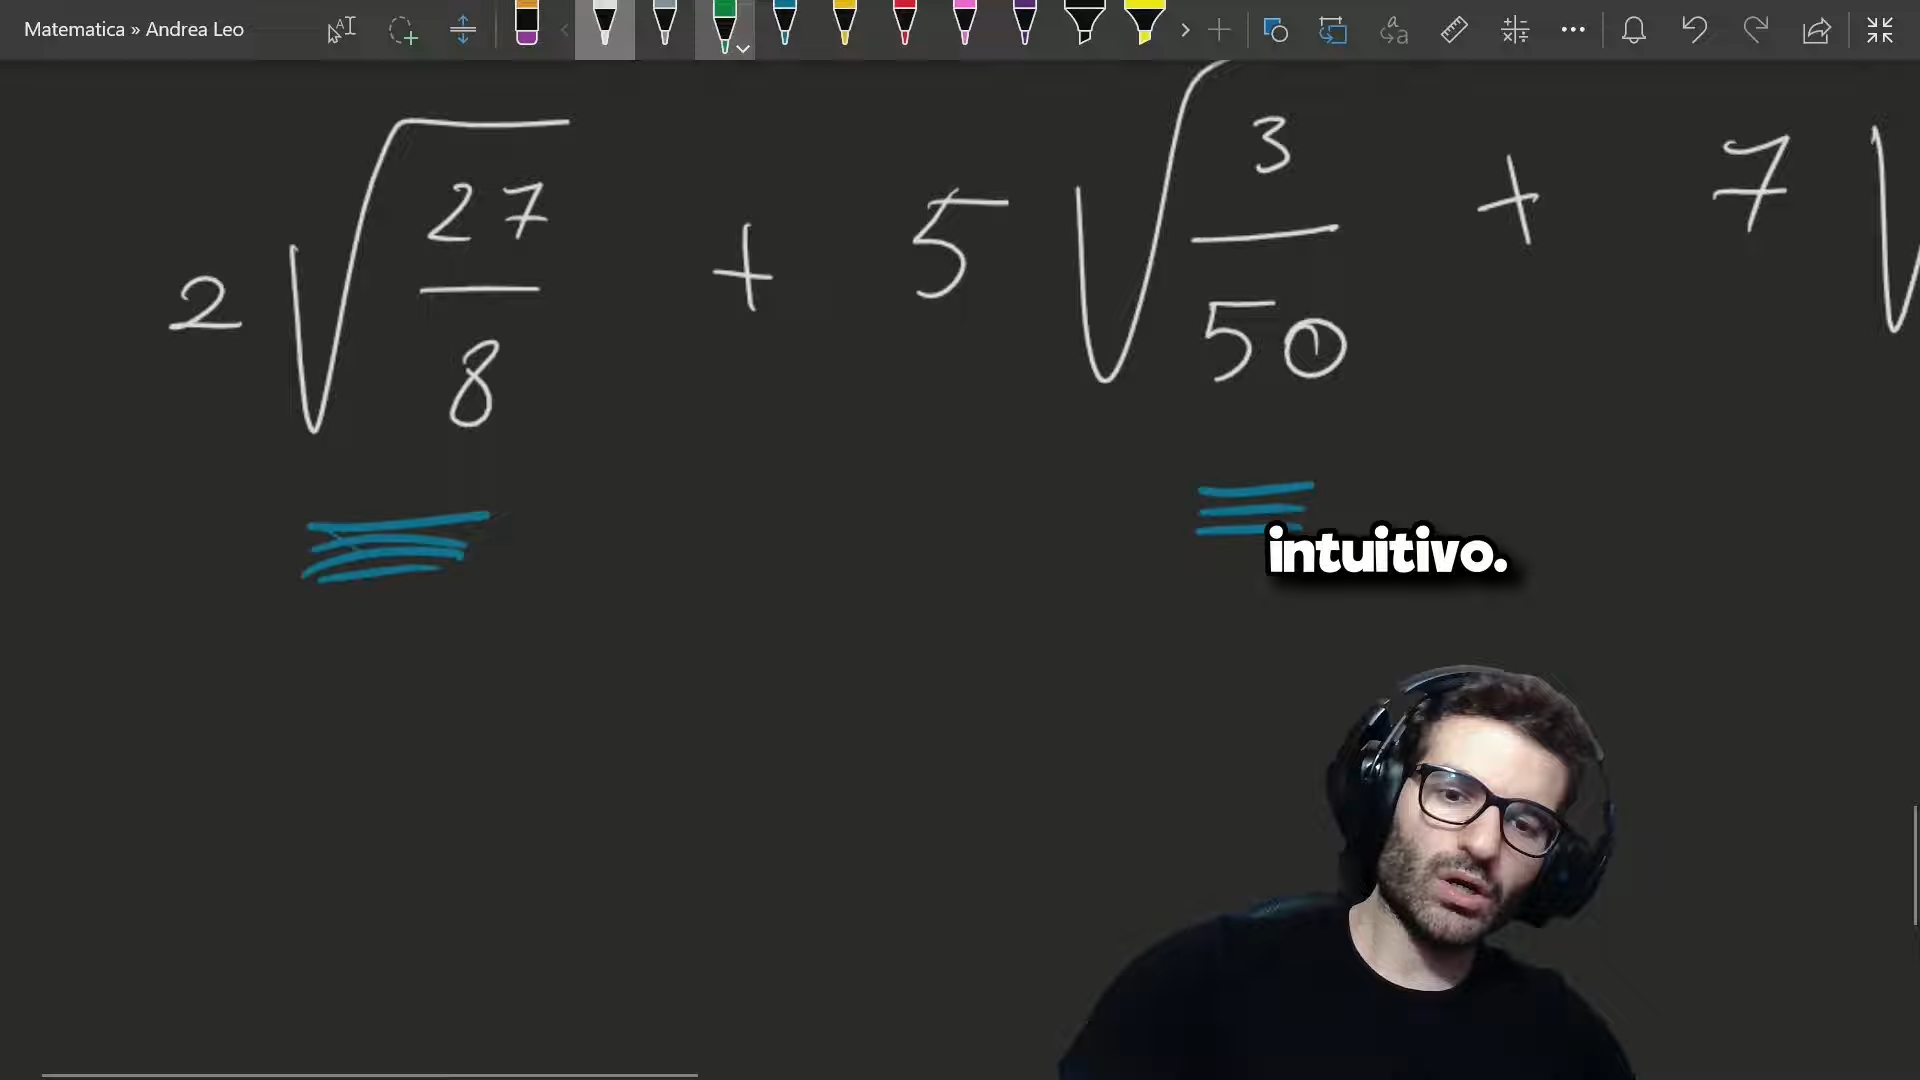 Matematica » Andrea Leo
2 √ 27/8 + 5 √ 3/50 + 7 √
intuitivo.